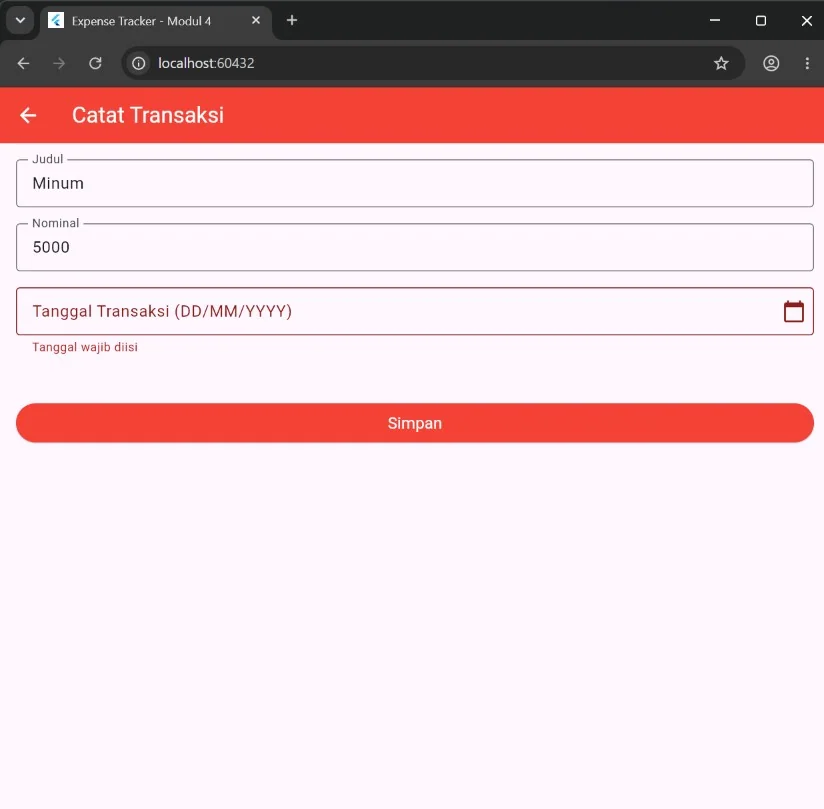 Expense Tracker - Modul 4
localhost:60432
Catat Transaksi
Judul
Minum
Nominal
5000
Tanggal Transaksi (DD/MM/YYYY)
Tanggal wajib diisi
Simpan